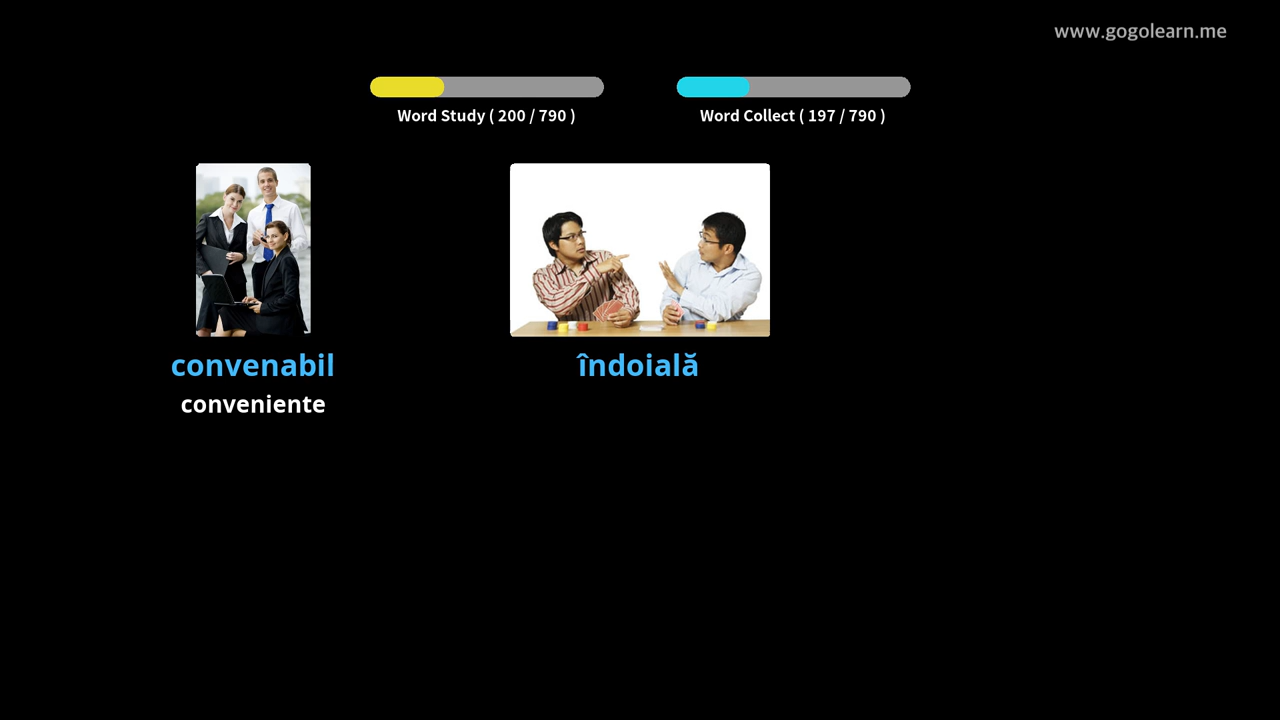 www.gogolearn.me
Word Study ( 200 / 790 )
Word Collect ( 197 / 790 )
convenabil
îndoială
conveniente